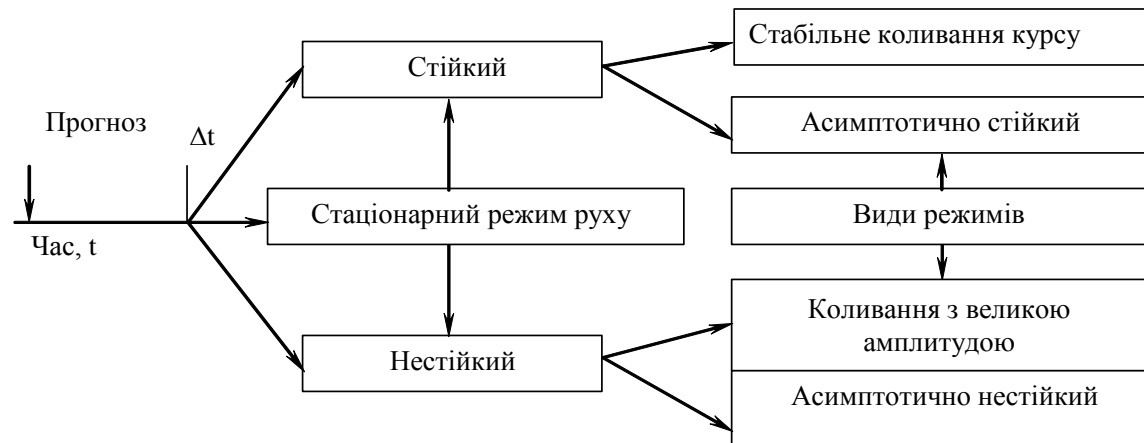 Стабільне коливання курсу
Стійкий
Прогноз
Δt
Асимптотично стійкий
Стаціонарний режим руху
Види режимів
Час, t
Коливання з великою
амплитудою
Нестійкий
Асимптотично нестійкий